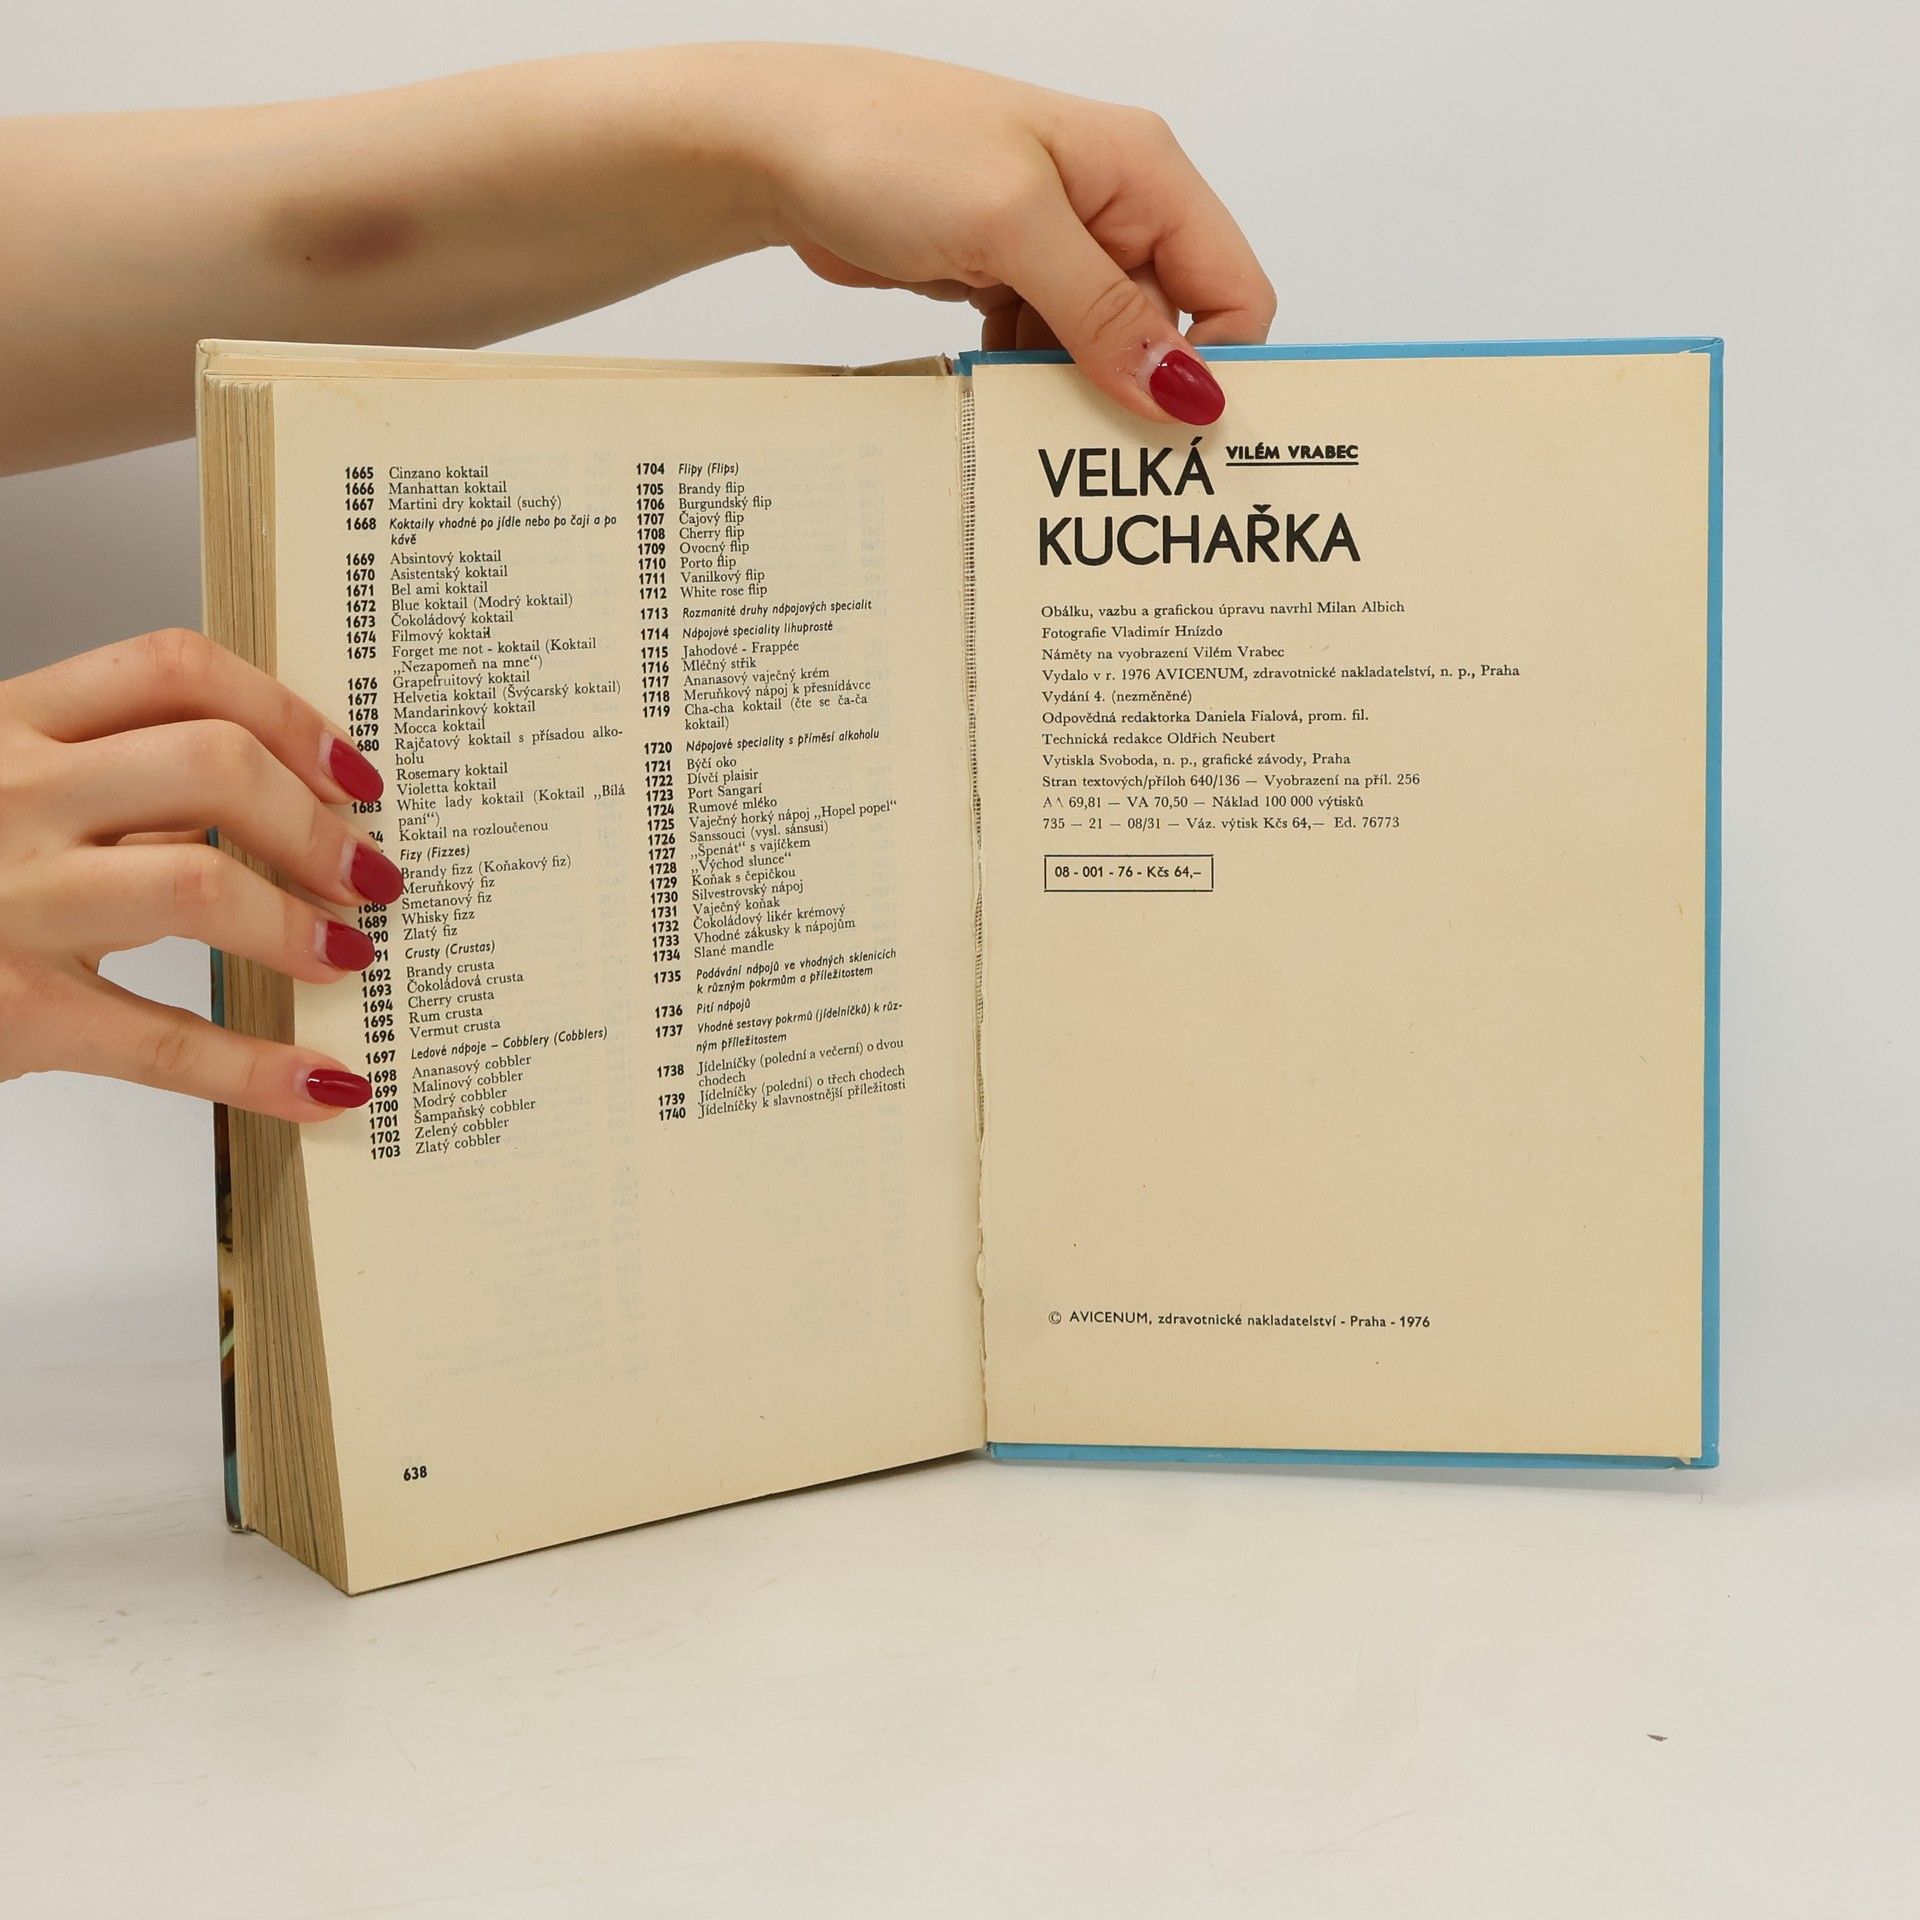 1665 Cinzano koktail
1666 Manhattan koktail
1667 Martini dry koktail (suchý)
1668 Koktaily vhodné po jídle nebo po čaji a po
kávě
1669 Absintový koktail
1670 Asistentský koktail
1671 Bel ami koktail
1672 Blue koktail (Modrý koktail)
1673 Čokoládový koktail
1674 Filmový koktail
1675 Forget me not - koktail (Koktail
„Nezapomeň na mne“)
1676 Grapefruitový koktail
1677 Helvetia koktail (Švýcarský koktail)
1678 Mandarinkový koktail
1679 Mocca koktail
680 Rajčatový koktail s přísadou alko-
holu
Rosemary koktail
Violetta koktail
1683 White lady koktail (Koktail „Bílá
paní“)
84 Koktail na rozloučenou
Fizy (Fizzes)
Brandy fizz (Koňakový fiz)
Meruňkový fiz
1688 Smetanový fiz
1689 Whisky fizz
690 Zlatý fiz
91 Crusty (Crustas)
1692 Brandy crusta
1693 Čokoládová crusta
1694 Cherry crusta
1695 Rum crusta
1696 Vermut crusta
1697 Ledové nápoje – Cobblery (Cobblers)
1698 Ananasový cobbler
1699 Malinový cobbler
1700 Modrý cobbler
1701 Šampaňský cobbler
1702 Zelený cobbler
1703 Zlatý cobbler
1704 Flipy (Flips)
1705 Brandy flip
1706 Burgundský flip
1707 Čajový flip
1708 Cherry flip
1709 Ovocný flip
1710 Porto flip
1711 Vanilkový flip
1712 White rose flip
1713 Rozmanité druhy nápojových specialit
1714 Nápojové speciality lihuprosté
1715 Jahodové - Frappée
1716 Mléčný střik
1717 Ananasový vaječný krém
1718 Meruňkový nápoj k přesnídávce
1719 Cha-cha koktail (čte se ča-ča
koktail)
1720 Nápojové speciality s příměsí alkoholu
1721 Býčí oko
1722 Dívčí plaisir
1723 Port Sangarí
1724 Rumové mléko
1725 Vaječný horký nápoj „Hopel popel“
1726 Sanssouci (vysl. sánsusi)
1727 „Špenát“ s vajíčkem
1728 „Východ slunce“
1729 Koňak s čepičkou
1730 Silvestrovský nápoj
1731 Vaječný koňak
1732 Čokoládový likér krémový
1733 Vhodné zákusky k nápojům
1734 Slané mandle
1735 Podávání nápojů ve vhodných sklenicích
k různým pokrmům a příležitostem
1736 Pití nápojů
1737 Vhodné sestavy pokrmů (jídelníčků) k růz-
ným příležitostem
1738 Jídelníčky (polední a večerní) o dvou
chodech
1739 Jídelníčky (polední) o třech chodech
1740 Jídelníčky k slavnostnější příležitosti
638
VELKÁ VILÉM VRABEC
KUCHAŘKA
Obálku, vazbu a grafickou úpravu navrhl Milan Albich
Fotografie Vladimír Hnízdo
Náměty na vyobrazení Vilém Vrabec
Vydalo v r. 1976 AVICENUM, zdravotnické nakladatelství, n. p., Praha
Vydání 4. (nezměněné)
Odpovědná redaktorka Daniela Fialová, prom. fil.
Technická redakce Oldřich Neubert
Vytiskla Svoboda, n. p., grafické závody, Praha
Stran textových/příloh 640/136 — Vyobrazení na příl. 256
AA 69,81 — VA 70,50 — Náklad 100 000 výtisků
735 — 21 — 08/31 — Váz. výtisk Kčs 64,— Ed. 76773
08 - 001 - 76 - Kčs 64,–
© AVICENUM, zdravotnické nakladatelství - Praha - 1976